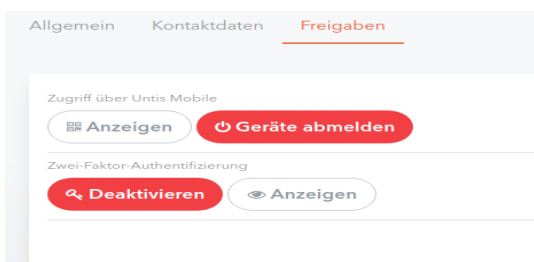 Allgemein Kontaktdaten Freigaben
Zugriff über Untis Mobile
Anzeigen Geräte abmelden
Zwei-Faktor-Authentifizierung
Deaktivieren Anzeigen